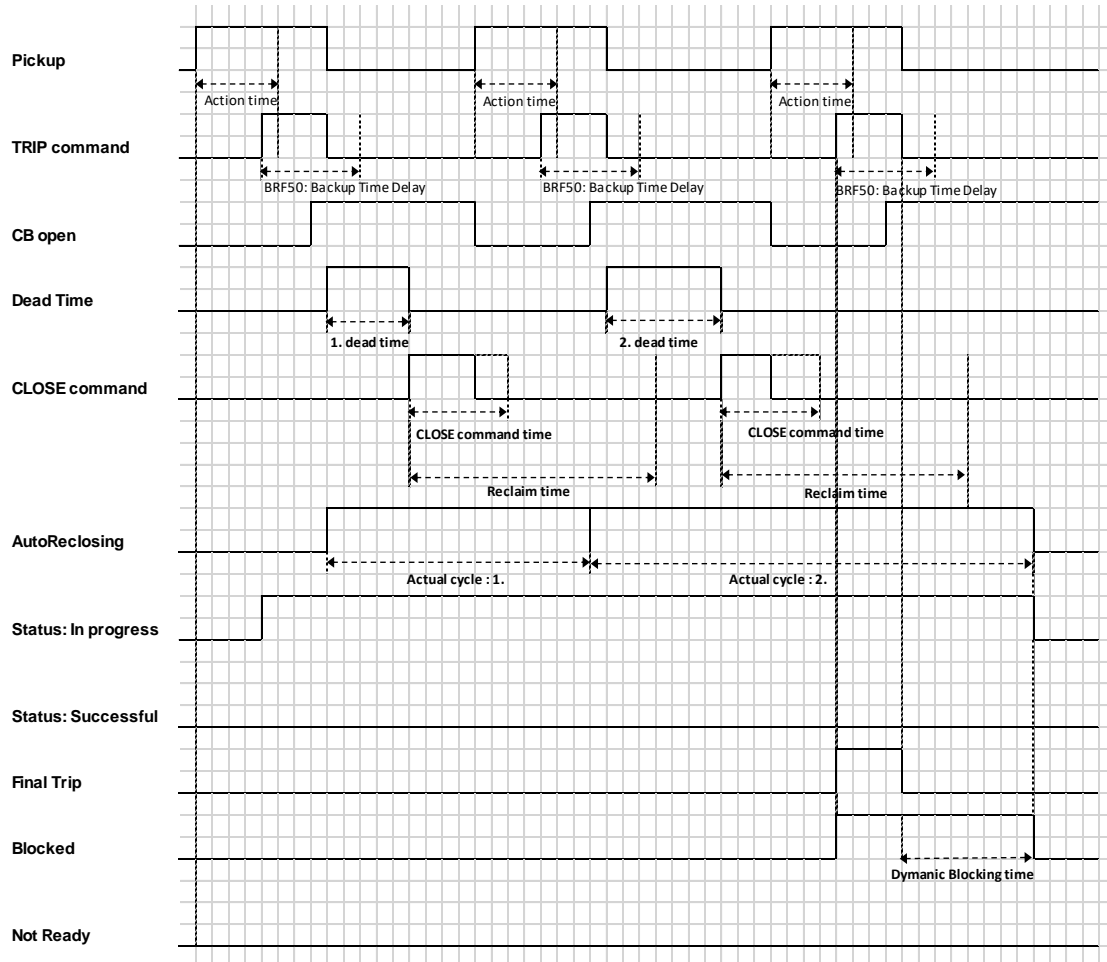 Pickup
Action time
Action time
Action time
TRIP command
BRF50: Backup Time Delay
BRF50: Backup Time Delay
BRF50: Backup Time Delay
CB open
Dead Time
1. dead time
2. dead time
CLOSE command
CLOSE command time
CLOSE command time
Reclaim time
Reclaim time
AutoReclosing
Actual cycle : 1.
Actual cycle : 2.
Status: In progress
Status: Successful
Final Trip
Blocked
Dymanic Blocking time
Not Ready